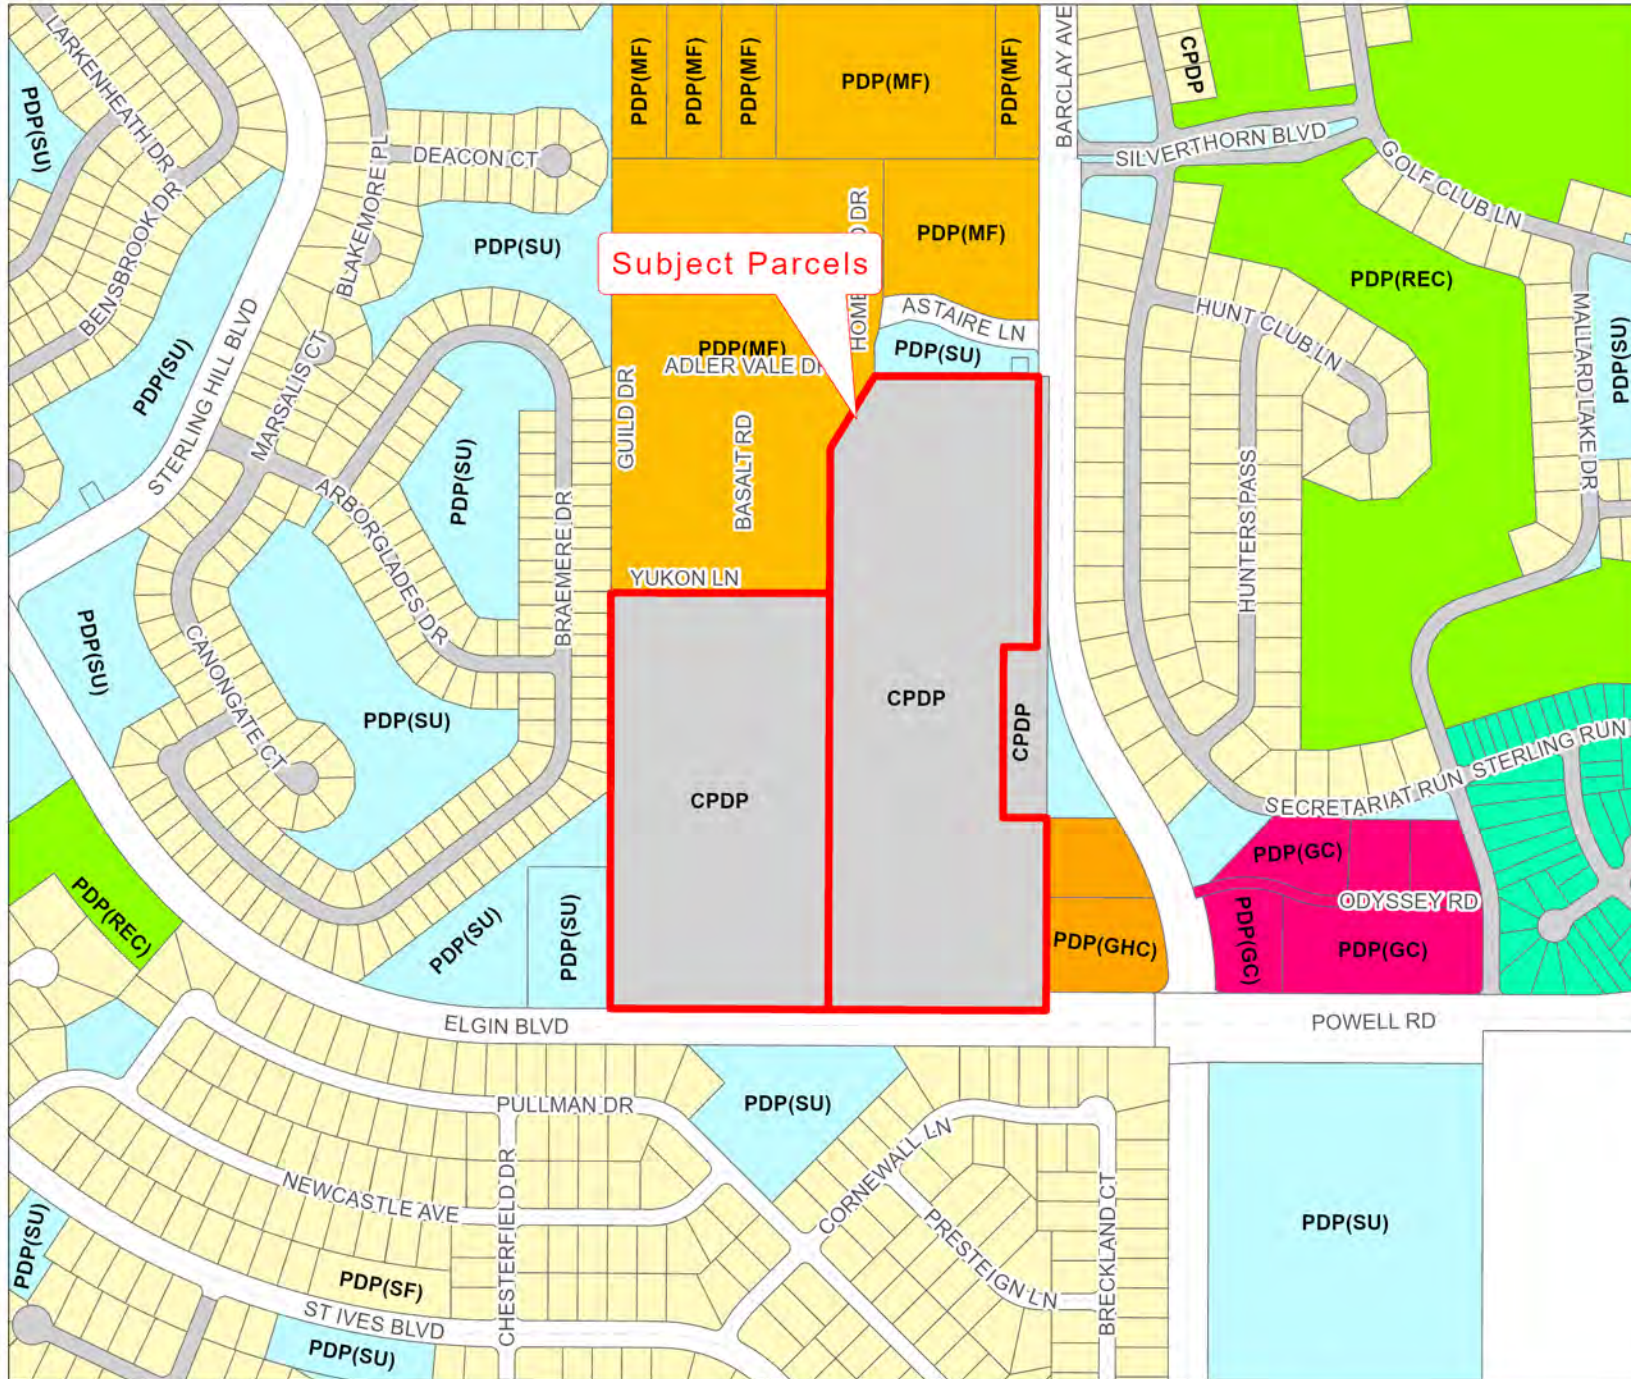 LARKENHEATH DR
PDP(SU)
BENSBROOK DR
PDP(SU)
STERLING HILL BLVD
BLAKEMORE PL
DEACON CT
PDP(SU)
MARSALIS CT
PDP(MF)
PDP(MF)
PDP(MF)
PDP(MF)
PDP(MF)
BARCLAY AVE
CPDP
SILVERTHORN BLVD
GOLF CLUB LN
PDP(MF)
Subject Parcels
ASTAIRE LN
PDP(SU)
PDP(MF)
ADLER VALE
GUILD DR
BASALT RD
YUKON LN
PDP(REC)
HUNT CLUB LN
MALLARD LAKE DR
PDP(SU)
HUNTERS PASS
PDP(SU)
ARBORGLADES DR
BRAEMERE DR
PDP(SU)
CANONGATE CT
PDP(SU)
CPDP
CPDP
CPDP
STERLING RUN
SECRETARIAT RUN
PDP(GC)
ODYSSEY RD
PDP(GC)
PDP(GC)
PDP(GHC)
PDP(REC)
PDP(SU)
PDP(SU)
ELGIN BLVD
POWELL RD
PULLMAN DR
PDP(SU)
CORNEWALL LN
NEWCASTLE AVE
CHESTERFIELD DR
PRESTEIGN LN
BRECKLAND CT
PDP(SU)
PDP(SU)
PDP(SF)
ST IVES BLVD
PDP(SU)